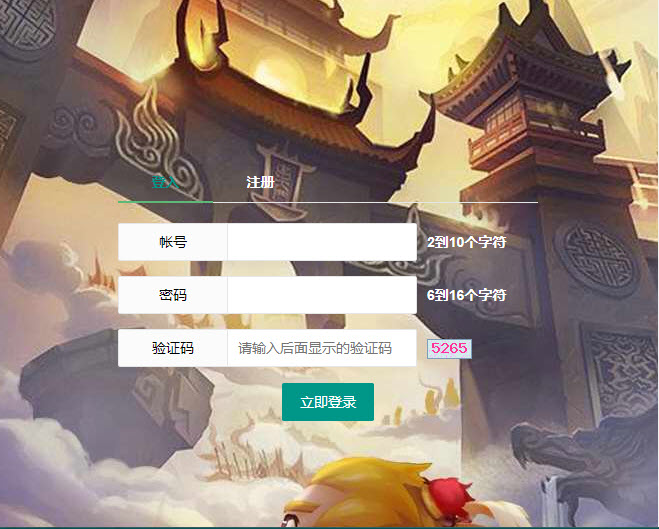 登入 注册
帐号 2到10个字符
密码 6到16个字符
验证码 请输入后面显示的验证码 5265
立即登录